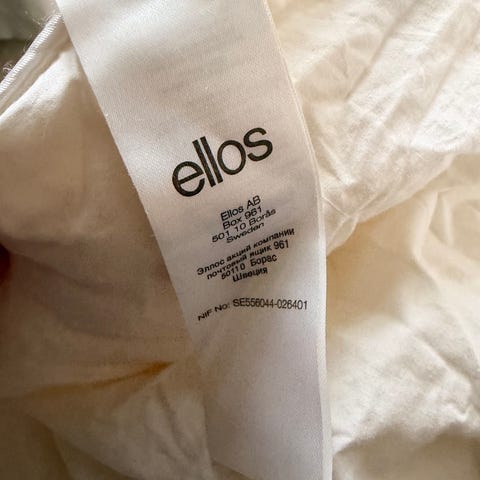 ellos
Ellos AB
Box 961
501 10 Borås
Sweden
Эллос акций компании
почтовый ящик 961
50110 Борас
Швеция
NIF No: SE556044-026401